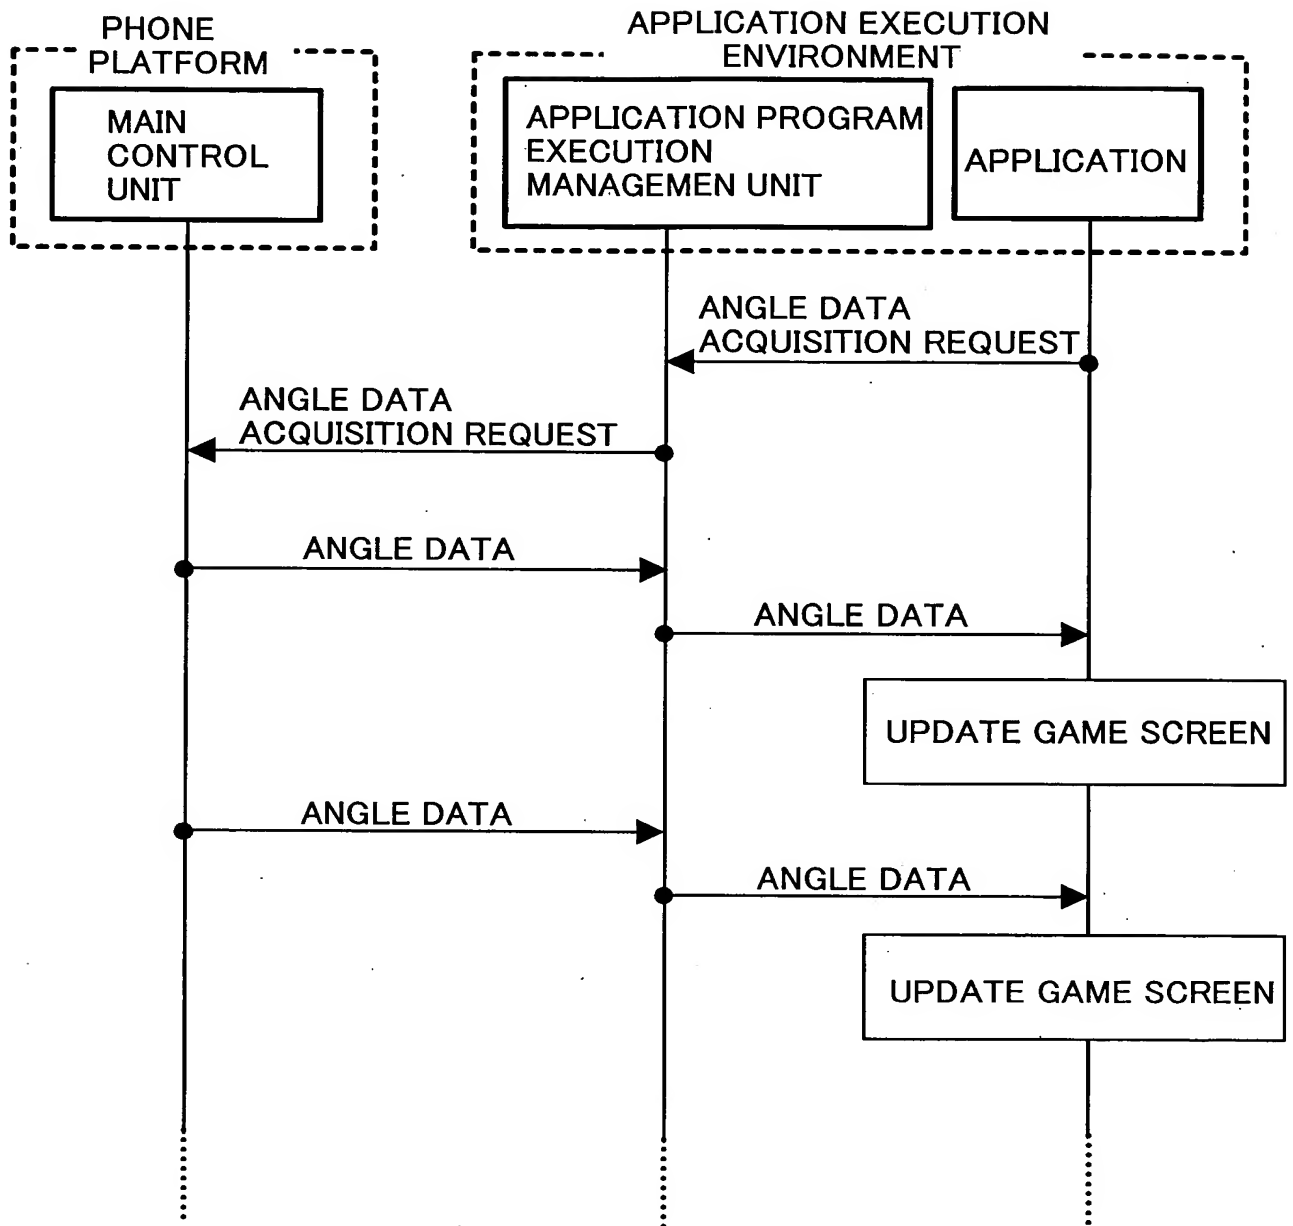 PHONE
PLATFORM
APPLICATION EXECUTION
ENVIRONMENT
MAIN
CONTROL
UNIT
APPLICATION PROGRAM
EXECUTION
MANAGEMEN UNIT
APPLICATION
ANGLE DATA
ACQUISITION REQUEST
ANGLE DATA
ACQUISITION REQUEST
ANGLE DATA
ANGLE DATA
UPDATE GAME SCREEN
ANGLE DATA
ANGLE DATA
UPDATE GAME SCREEN